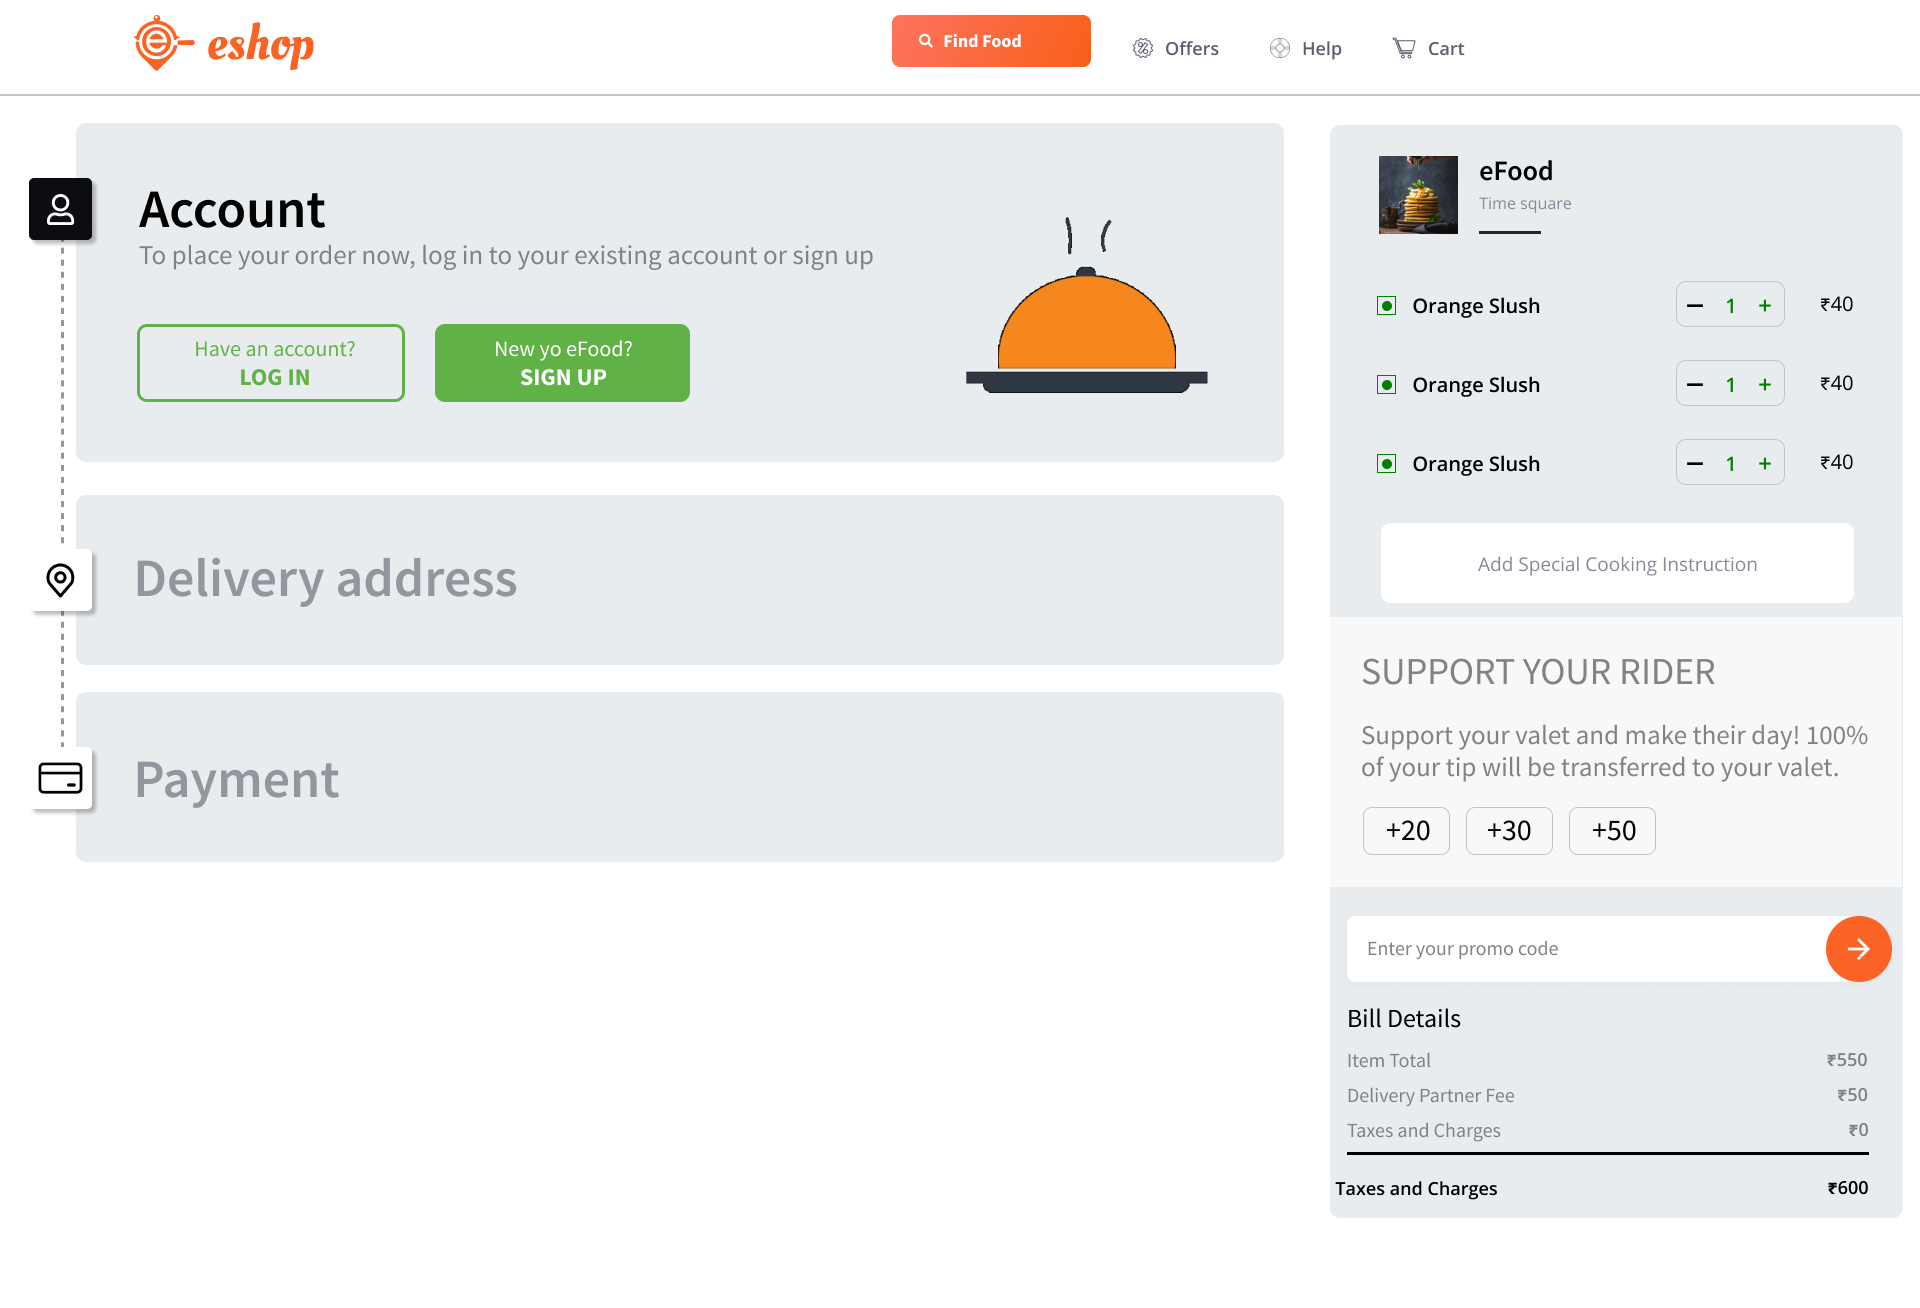 eshop
Find Food
Offers
Help
Cart
Account
To place your order now, log in to your existing account or sign up
Have an account?
LOG IN
New yo eFood?
SIGN UP
Delivery address
Payment
eFood
Time square
Orange Slush
1
₹40
Orange Slush
1
₹40
Orange Slush
1
₹40
Add Special Cooking Instruction
SUPPORT YOUR RIDER
Support your valet and make their day! 100%
of your tip will be transferred to your valet.
+20
+30
+50
Enter your promo code
Bill Details
Item Total ₹550
Delivery Partner Fee ₹50
Taxes and Charges ₹0
Taxes and Charges ₹600